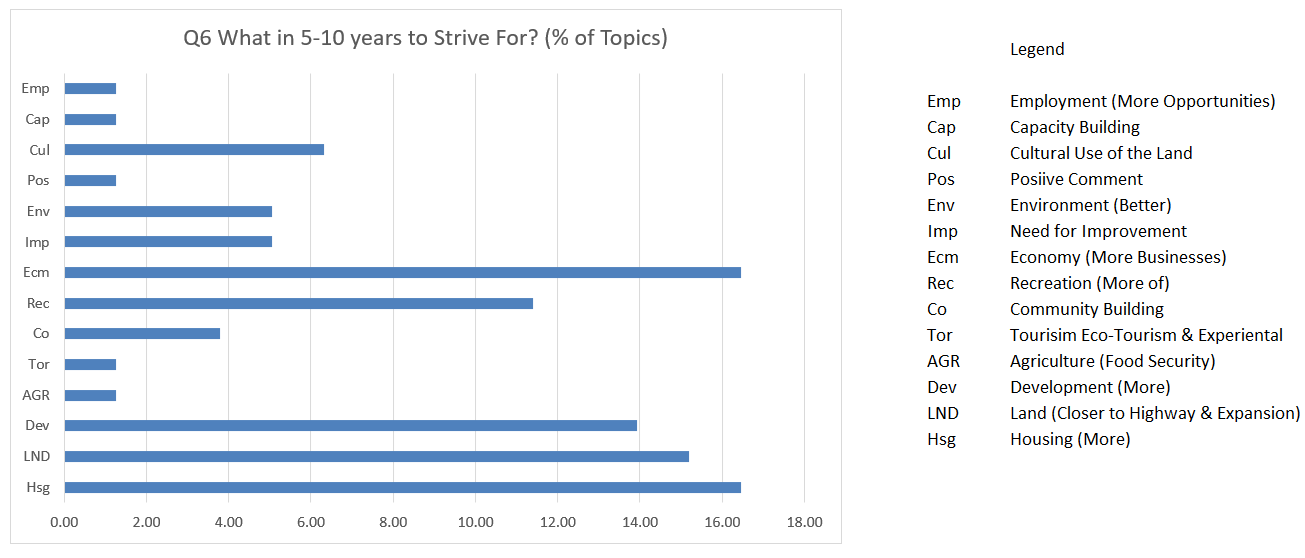 Q6 What in 5-10 years to Strive For? (% of Topics)
Emp
Cap
Cul
Pos
Env
Imp
Ecm
Rec
Co
Tor
AGR
Dev
LND
Hsg
0.00 2.00 4.00 6.00 8.00 10.00 12.00 14.00 16.00 18.00
Legend
Emp Employment (More Opportunities)
Cap Capacity Building
Cul Cultural Use of the Land
Pos Posiive Comment
Env Environment (Better)
Imp Need for Improvement
Ecm Economy (More Businesses)
Rec Recreation (More of)
Co Community Building
Tor Tourisim Eco-Tourism & Experiental
AGR Agriculture (Food Security)
Dev Development (More)
LND Land (Closer to Highway & Expansion)
Hsg Housing (More)